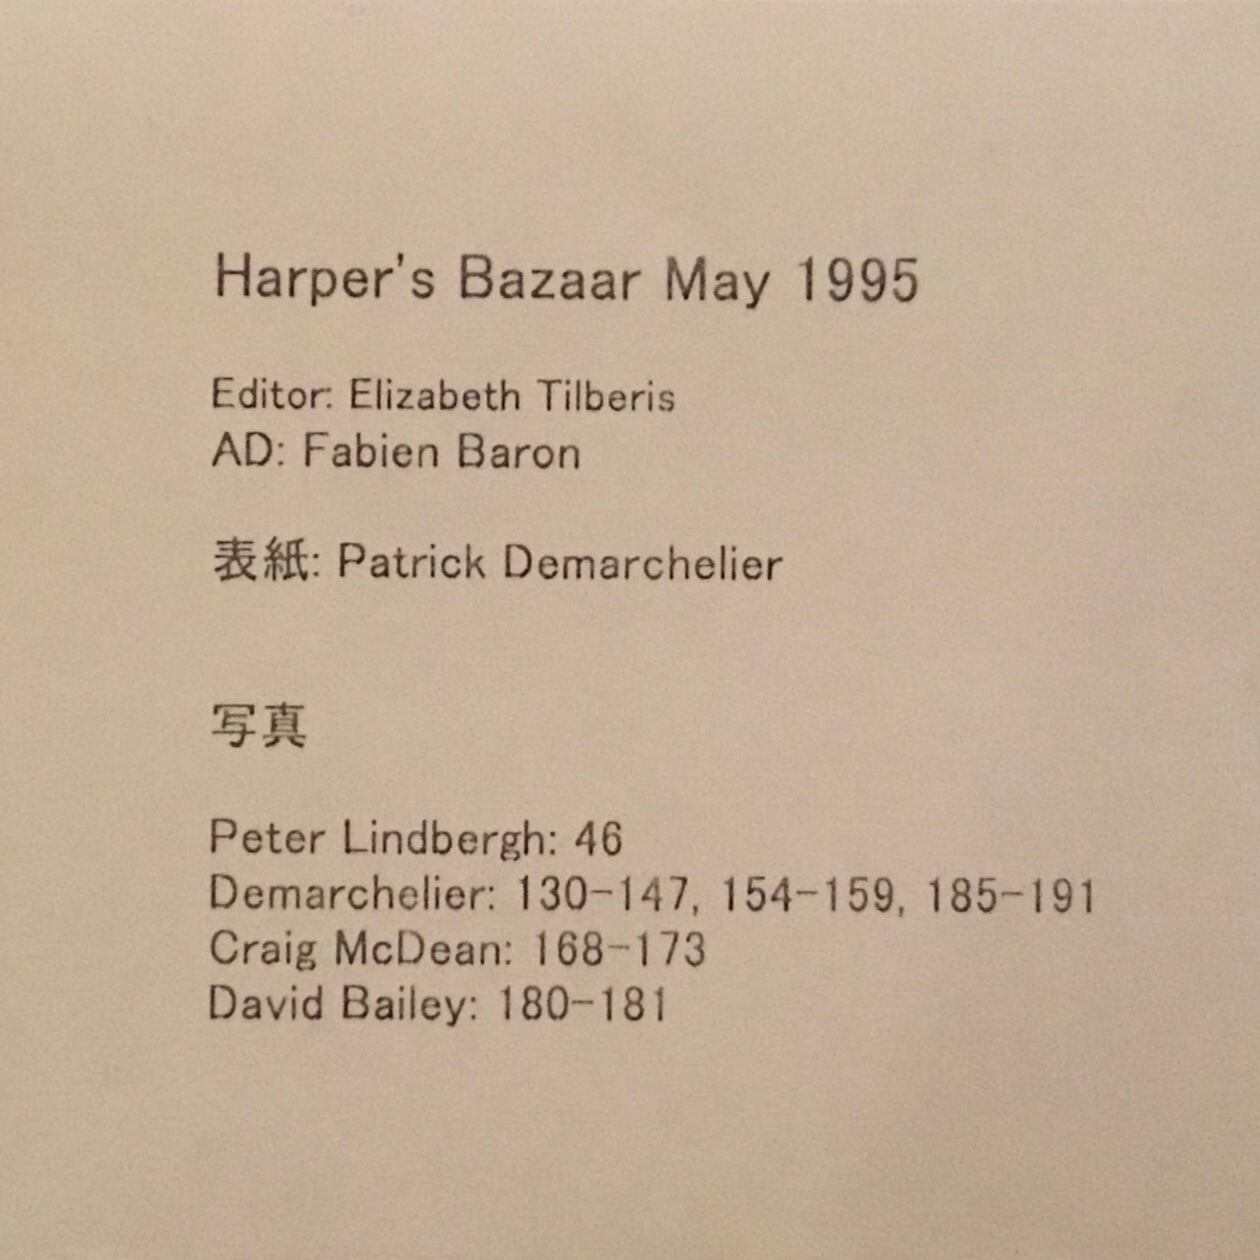 Harper's Bazaar May 1995
Editor: Elizabeth Tilberis
AD: Fabien Baron
表紙: Patrick Demarchelier
写真
Peter Lindbergh: 46
Demarchelier: 130-147, 154-159, 185-191
Craig McDean: 168-173
David Bailey: 180-181